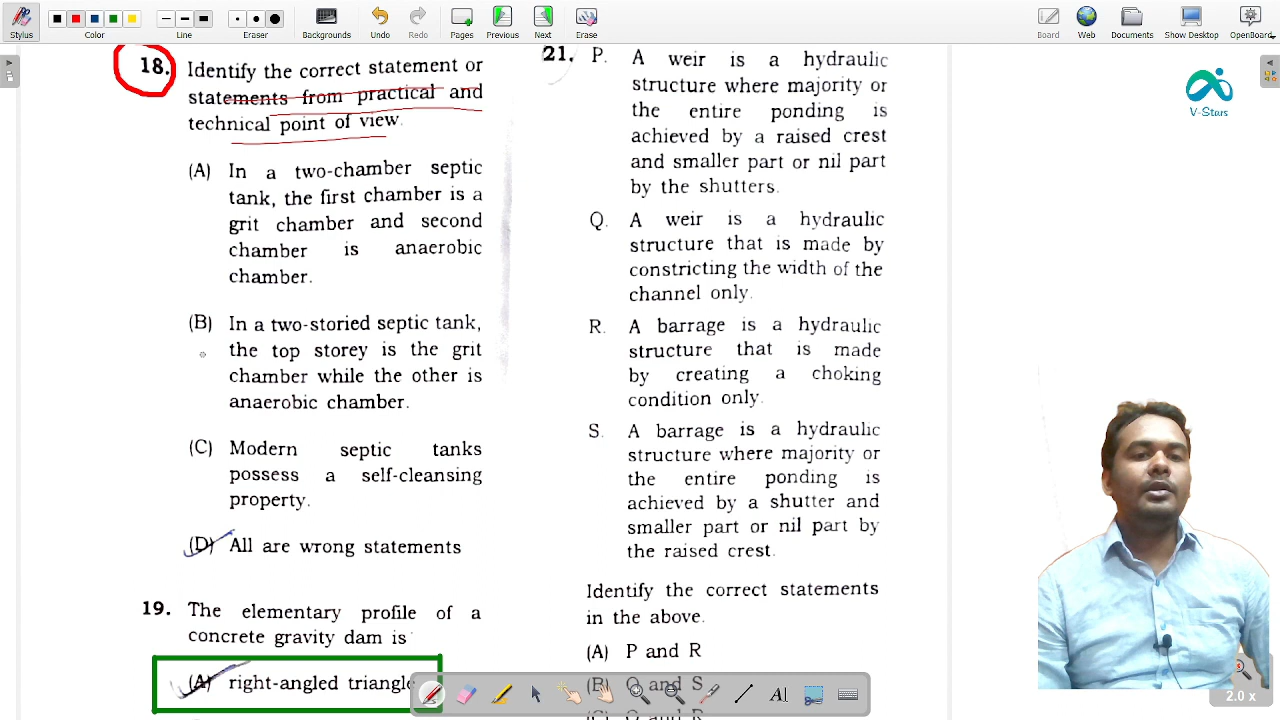 Stylus
Color
Line
Eraser
Backgrounds
Undo
Redo
Pages
Previous
Next
Erase
Board
Web
Documents
Show Desktop
OpenBoard
18. Identify the correct statement or
statements from practical and
technical point of view.
(A) In a two-chamber septic
tank, the first chamber is a
grit chamber and second
chamber is anaerobic
chamber.
(B) In a two-storied septic tank,
the top storey is the grit
chamber while the other is
anaerobic chamber.
(C) Modern septic tanks
possess a self-cleansing
property.
(D) All are wrong statements
19. The elementary profile of a
concrete gravity dam is
(A) right-angled triangle
21. P. A weir is a hydraulic
structure where majority or
the entire ponding is
achieved by a raised crest
and smaller part or nil part
by the shutters.
Q. A weir is a hydraulic
structure that is made by
constricting the width of the
channel only.
R. A barrage is a hydraulic
structure that is made
by creating a choking
condition only.
S. A barrage is a hydraulic
structure where majority or
the entire ponding is
achieved by a shutter and
smaller part or nil part by
the raised crest.
Identify the correct statements
in the above.
(A) P and R
(B) Q and S
V-Stars
AI
2.0 x